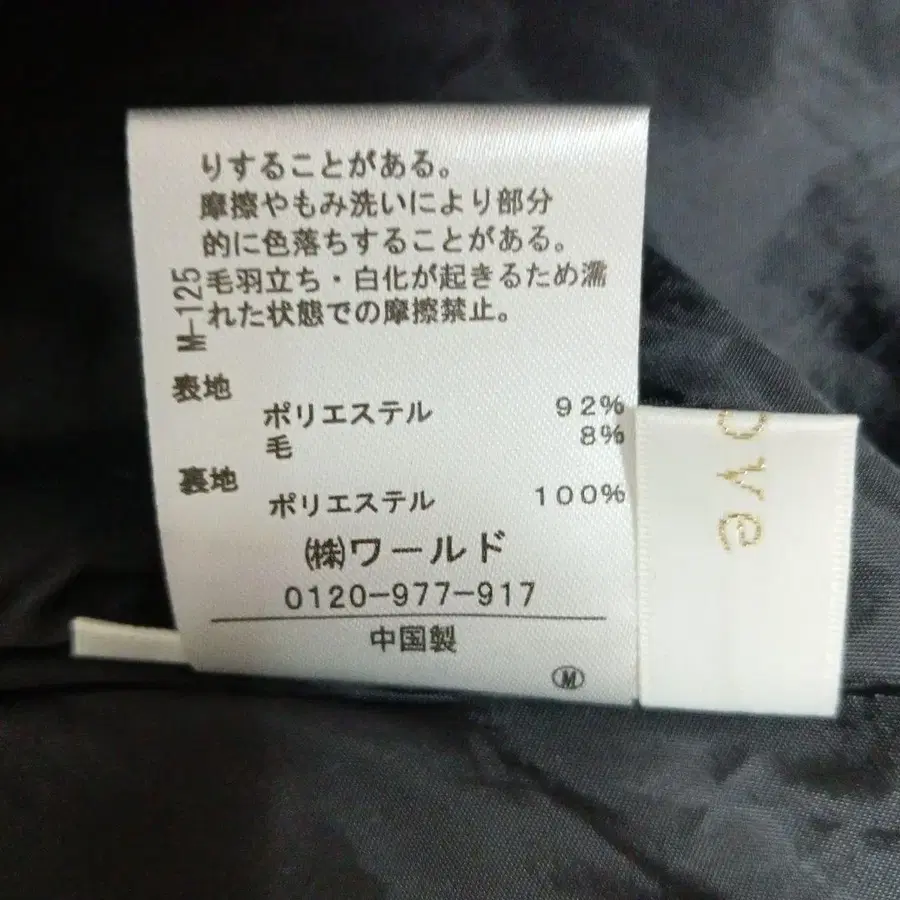 りすることがある。
摩擦やもみ洗いにより部分
的に色落ちすることがある。
毛羽立ち・白化が起きるため濡
れた状態での摩擦禁止。
M-125
表地
ポリエステル 92%
毛 8%
裏地
ポリエステル 100%
㈱ワールド
0120-977-917
中国製
Ⓜ
ove